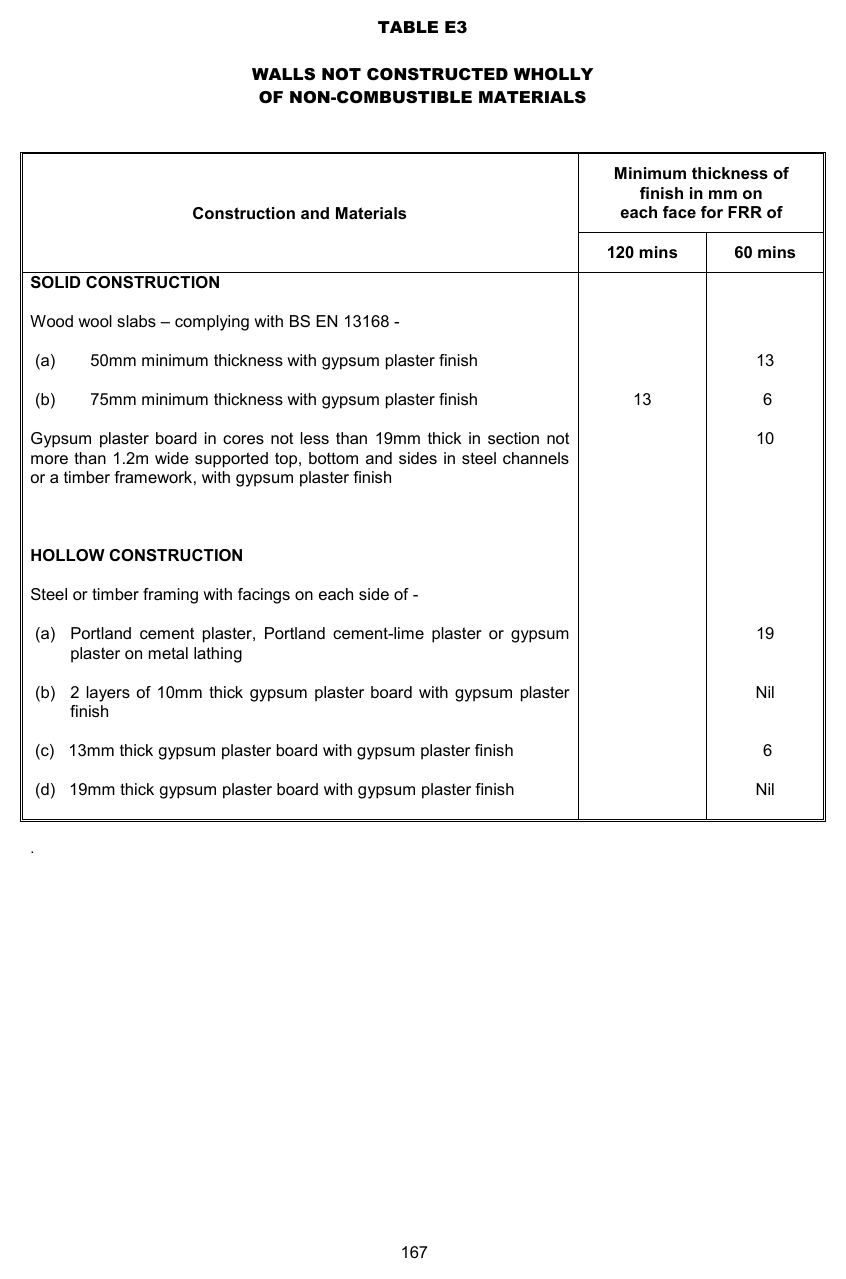 TABLE E3
WALLS NOT CONSTRUCTED WHOLLY
OF NON-COMBUSTIBLE MATERIALS
Construction and Materials
Minimum thickness of
finish in mm on
each face for FRR of
120 mins 60 mins
SOLID CONSTRUCTION
Wood wool slabs – complying with BS EN 13168 -
(a) 50mm minimum thickness with gypsum plaster finish 13
(b) 75mm minimum thickness with gypsum plaster finish 13 6
Gypsum plaster board in cores not less than 19mm thick in section not 10
more than 1.2m wide supported top, bottom and sides in steel channels
or a timber framework, with gypsum plaster finish
HOLLOW CONSTRUCTION
Steel or timber framing with facings on each side of -
(a) Portland cement plaster, Portland cement-lime plaster or gypsum 19
plaster on metal lathing
(b) 2 layers of 10mm thick gypsum plaster board with gypsum plaster Nil
finish
(c) 13mm thick gypsum plaster board with gypsum plaster finish 6
(d) 19mm thick gypsum plaster board with gypsum plaster finish Nil
.
167